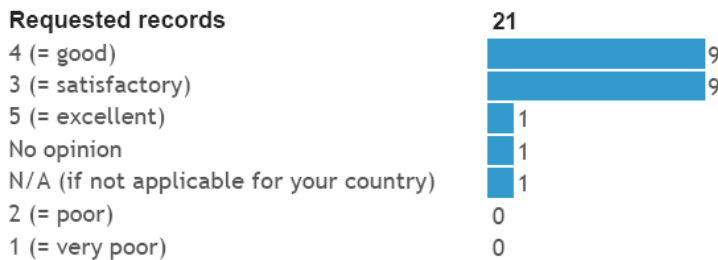 Requested records 21
4 (= good) 9
3 (= satisfactory) 9
5 (= excellent) 1
No opinion 1
N/A (if not applicable for your country) 1
2 (= poor) 0
1 (= very poor) 0